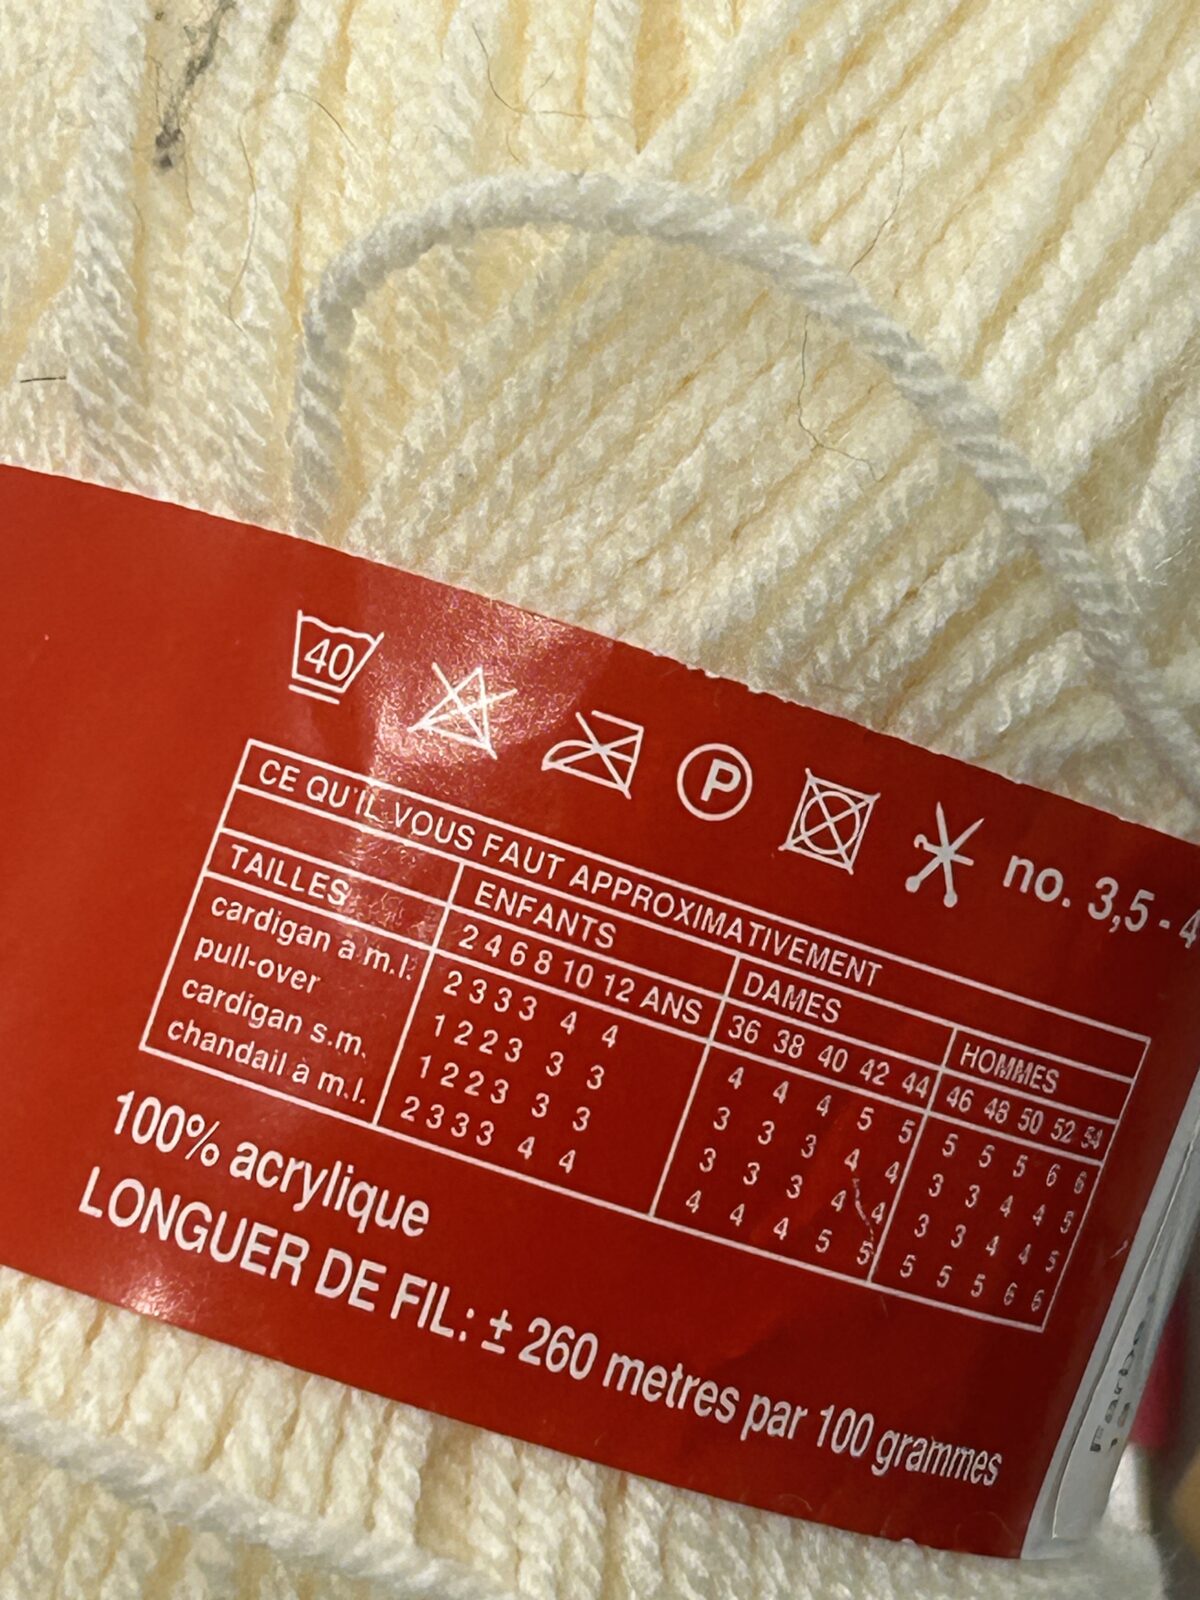 40
P
no. 3,5 - 4
CE QU'IL VOUS FAUT APPROXIMATIVEMENT
ENFANTS DAMES HOMMES
TAILLES 2 4 6 8 10 12 ANS 36 38 40 42 44 46 48 50 52 54
cardigan à m.l. 2 3 3 3 4 4 4 4 4 5 5 5 5 5 6 6
pull-over 1 2 2 3 3 3 3 3 3 4 4 3 3 4 4 5
cardigan s.m. 1 2 2 3 3 3 3 3 3 4 4 3 3 4 4 5
chandail à m.l. 2 3 3 3 4 4 4 4 4 5 5 5 5 5 6 6
100% acrylique
LONGUER DE FIL: ± 260 metres par 100 grammes